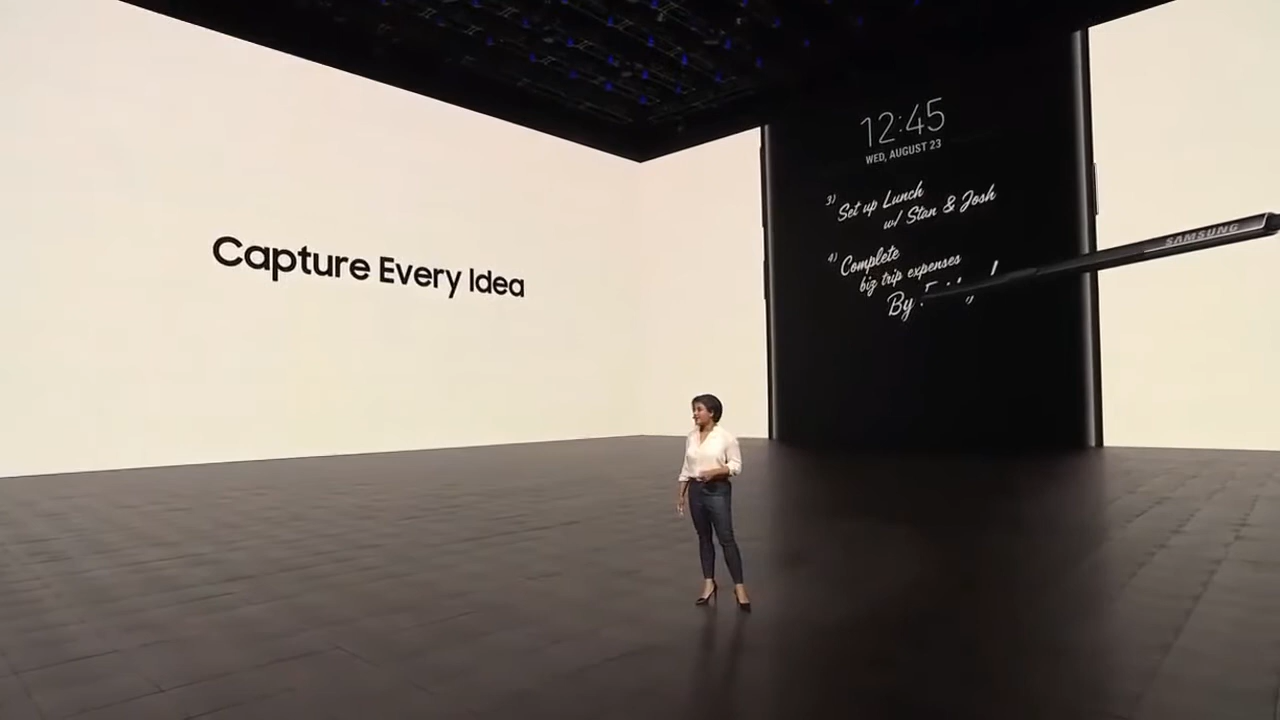 Capture Every Idea
12:45
WED, AUGUST 23
3) Set up Lunch
w/ Stan & Josh
4) Complete
biz trip expenses
By
SAMSUNG